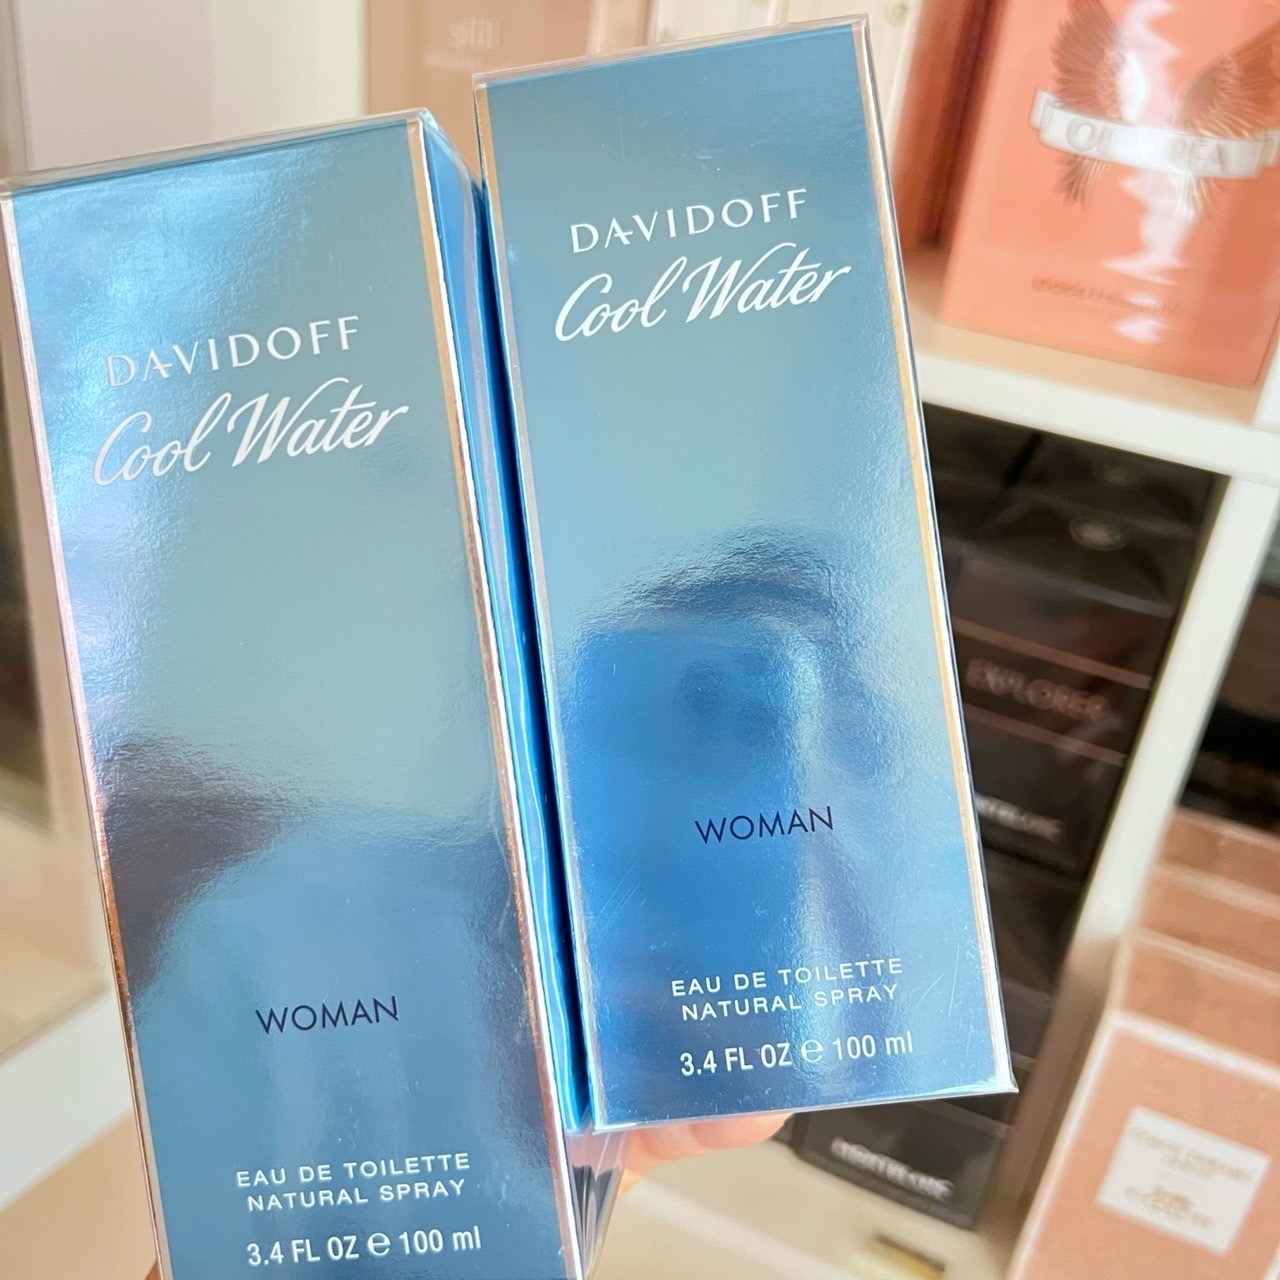 DAVIDOFF
Cool Water
WOMAN
EAU DE TOILETTE
NATURAL SPRAY
3.4 FL OZ ℮ 100 ml
DAVIDOFF
Cool Water
WOMAN
EAU DE TOILETTE
NATURAL SPRAY
3.4 FL OZ ℮ 100 ml
EXPLORER